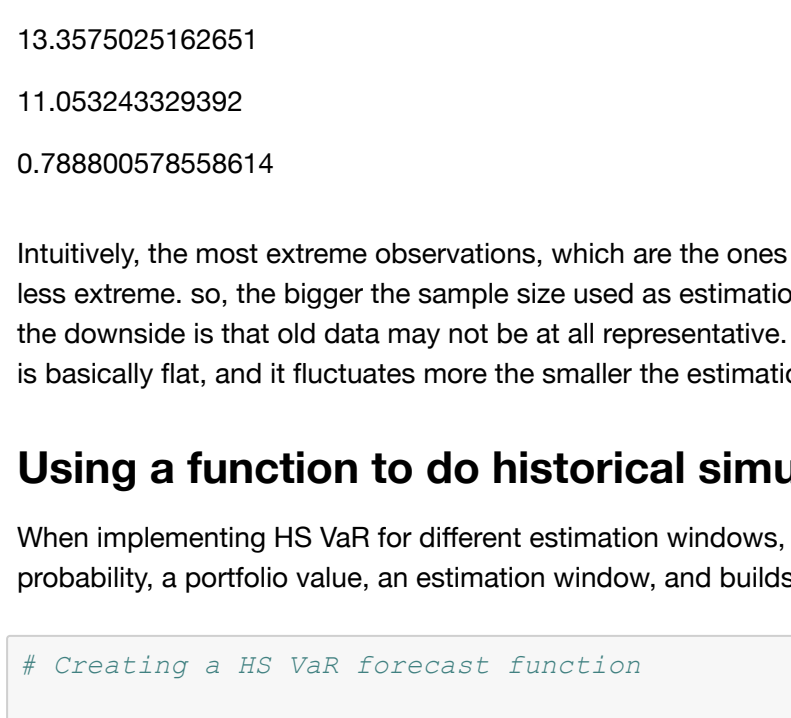 13.3575025162651
11.053243329392
0.788800578558614
Intuitively, the most extreme observations, which are the ones
less extreme. so, the bigger the sample size used as estimatio
the downside is that old data may not be at all representative.
is basically flat, and it fluctuates more the smaller the estimatio
Using a function to do historical simu
When implementing HS VaR for different estimation windows,
probability, a portfolio value, an estimation window, and builds
# Creating a HS VaR forecast function